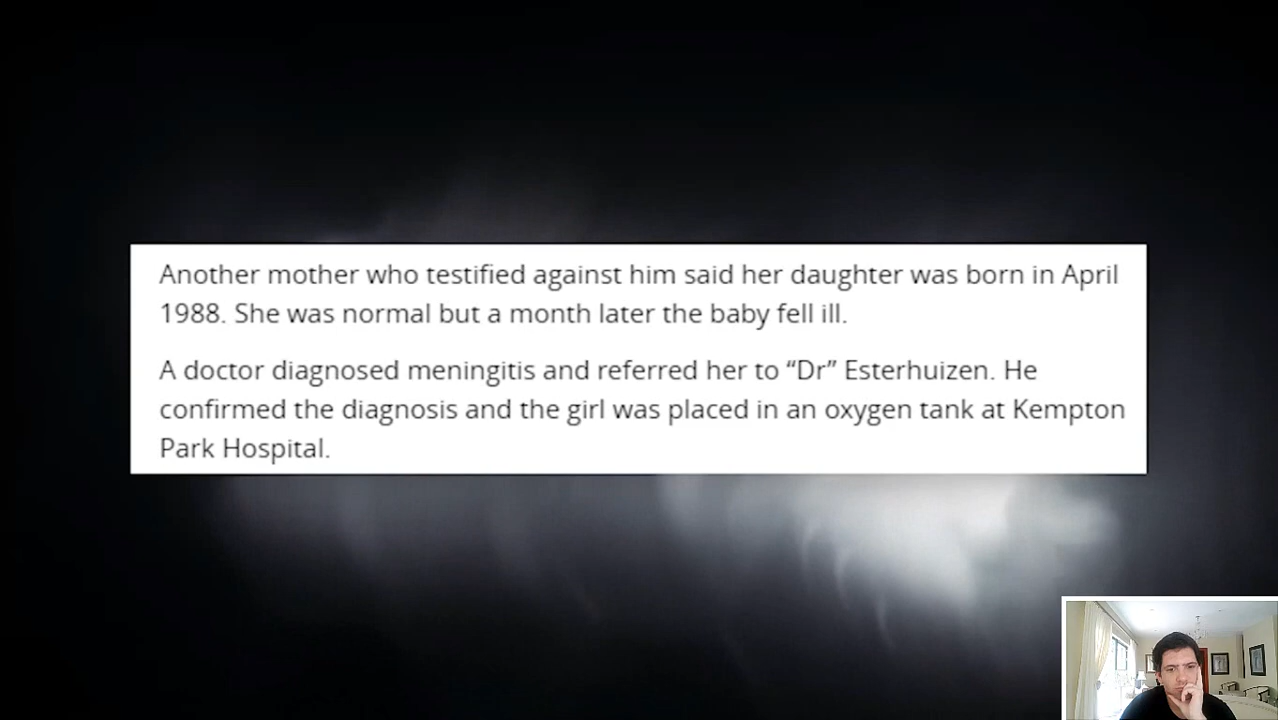 Another mother who testified against him said her daughter was born in April
1988. She was normal but a month later the baby fell ill.
A doctor diagnosed meningitis and referred her to “Dr” Esterhuizen. He
confirmed the diagnosis and the girl was placed in an oxygen tank at Kempton
Park Hospital.